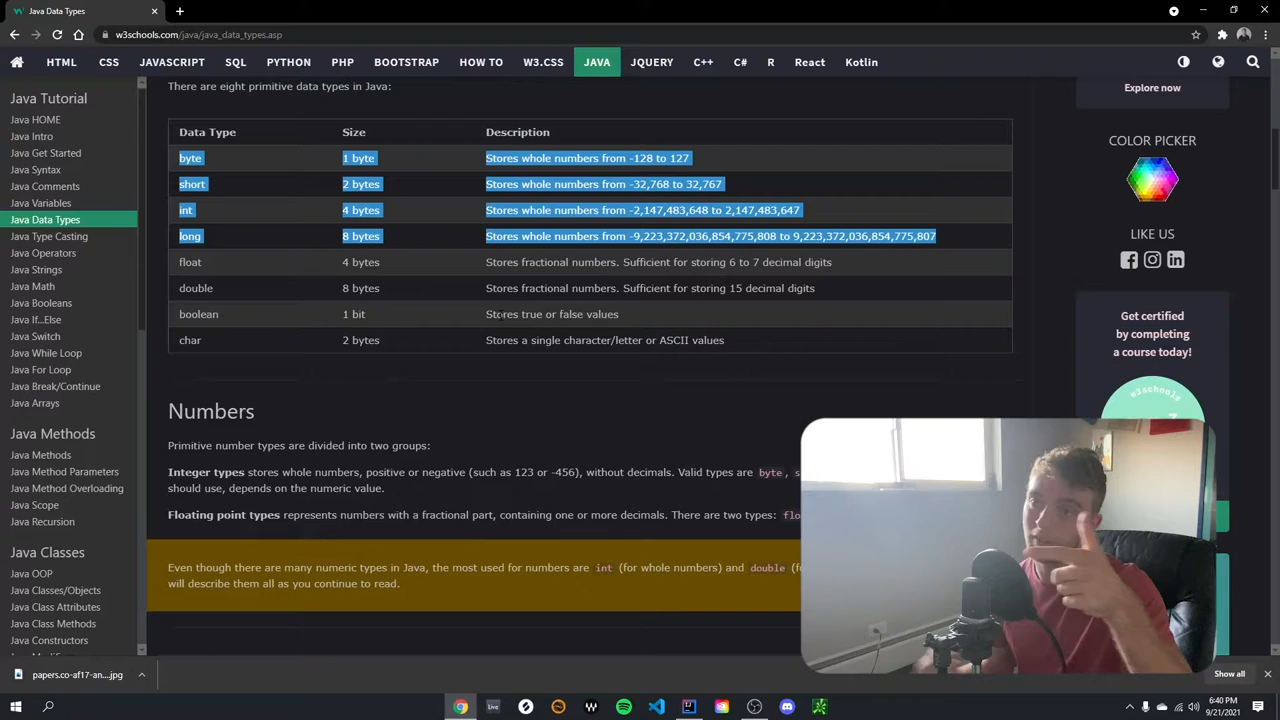 Java Data Types
w3schools.com/java/java_data_types.asp
HTML CSS JAVASCRIPT SQL PYTHON PHP BOOTSTRAP HOW TO W3.CSS JAVA JQUERY C++ C# R React Kotlin
Java Tutorial
Java HOME
Java Intro
Java Get Started
Java Syntax
Java Comments
Java Variables
Java Data Types
Java Type Casting
Java Operators
Java Strings
Java Math
Java Booleans
Java If...Else
Java Switch
Java While Loop
Java For Loop
Java Break/Continue
Java Arrays
Java Methods
Java Methods
Java Method Parameters
Java Method Overloading
Java Scope
Java Recursion
Java Classes
Java OOP
Java Classes/Objects
Java Class Attributes
Java Class Methods
Java Constructors
There are eight primitive data types in Java:
Data Type Size Description
byte 1 byte Stores whole numbers from -128 to 127
short 2 bytes Stores whole numbers from -32,768 to 32,767
int 4 bytes Stores whole numbers from -2,147,483,648 to 2,147,483,647
long 8 bytes Stores whole numbers from -9,223,372,036,854,775,808 to 9,223,372,036,854,775,807
float 4 bytes Stores fractional numbers. Sufficient for storing 6 to 7 decimal digits
double 8 bytes Stores fractional numbers. Sufficient for storing 15 decimal digits
boolean 1 bit Stores true or false values
char 2 bytes Stores a single character/letter or ASCII values
Numbers
Primitive number types are divided into two groups:
Integer types stores whole numbers, positive or negative (such as 123 or -456), without decimals. Valid types are byte, s
should use, depends on the numeric value.
Floating point types represents numbers with a fractional part, containing one or more decimals. There are two types: flo
Even though there are many numeric types in Java, the most used for numbers are int (for whole numbers) and double (fo
will describe them all as you continue to read.
Explore now
COLOR PICKER
LIKE US
Get certified
by completing
a course today!
w3schools
papers.co-af17-an....jpg
Show all
Live
6:40 PM
9/21/2021